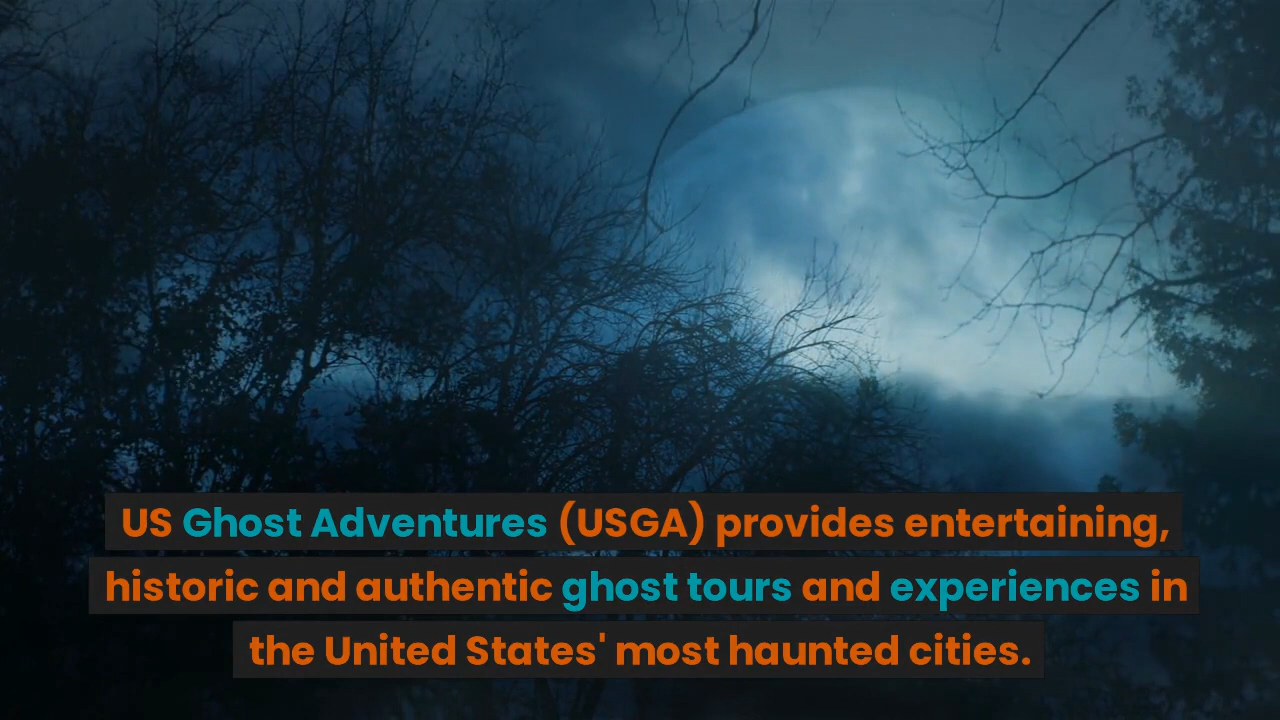 US Ghost Adventures (USGA) provides entertaining,
historic and authentic ghost tours and experiences in
the United States' most haunted cities.